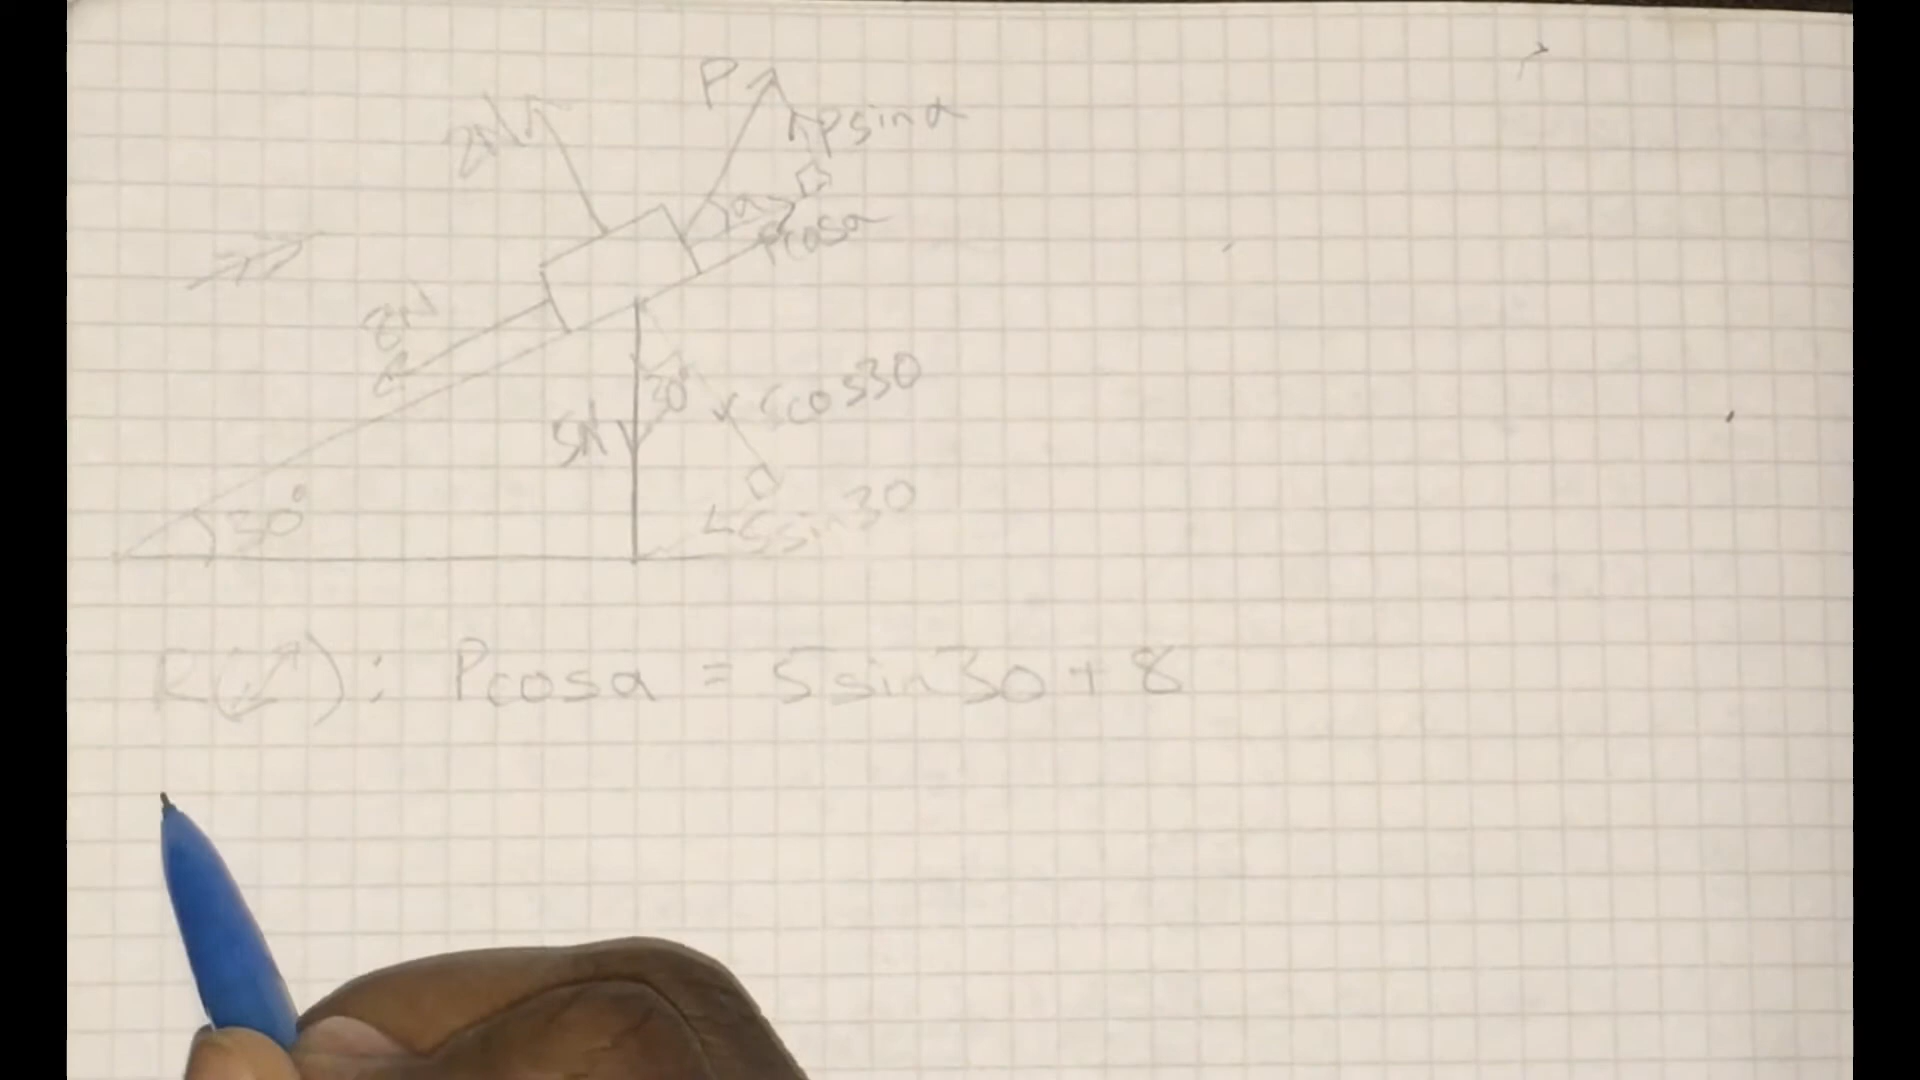 P
2N
Psinα
α
Pcosα
8N
30°
5cos30
5N
30°
5sin30
R(↗): Pcosα = 5sin30 + 8